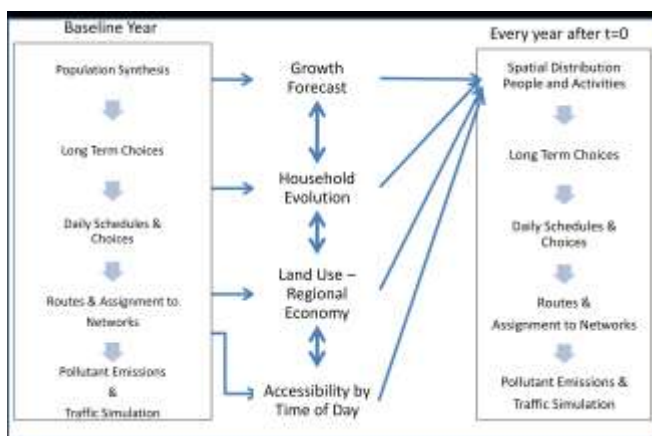 Baseline Year
Population Synthesis
Long Term Choices
Daily Schedules &
Choices
Routes & Assignment to
Networks
Pollutant Emissions
&
Traffic Simulation
Growth
Forecast
Household
Evolution
Land Use –
Regional
Economy
Accessibility by
Time of Day
Every year after t=0
Spatial Distribution
People and Activities
Long Term Choices
Daily Schedules &
Choices
Routes &
Assignment to Networks
Pollutant Emissions &
Traffic Simulation